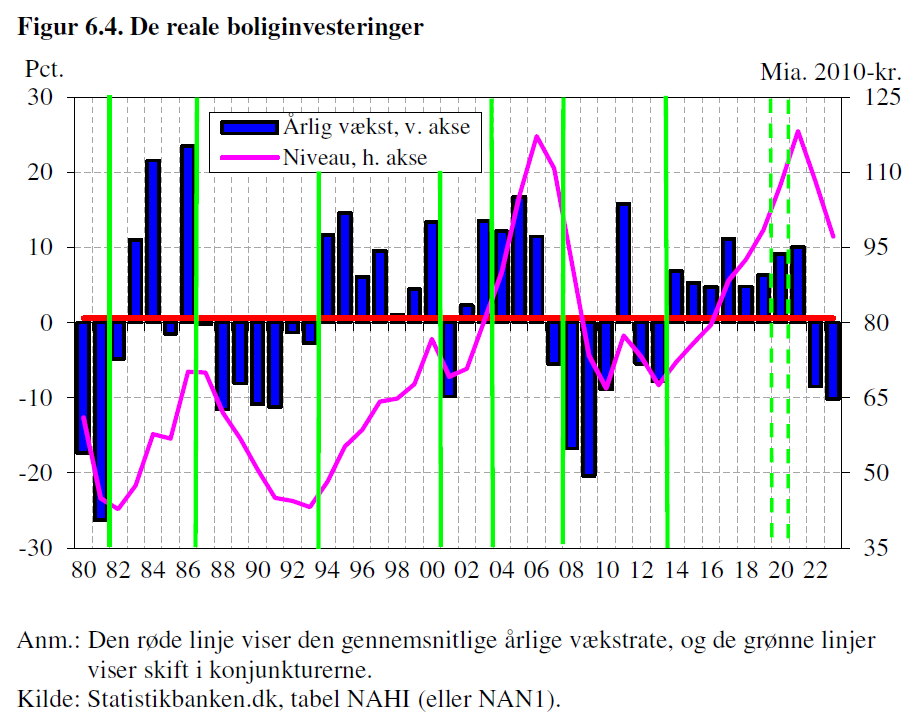 Figur 6.4. De reale boliginvesteringer
Pct.
Mia. 2010-kr.
30
20
10
0
-10
-20
-30
125
110
95
80
65
50
35
Årlig vækst, v. akse
Niveau, h. akse
80 82 84 86 88 90 92 94 96 98 00 02 04 06 08 10 12 14 16 18 20 22
Anm.: Den røde linje viser den gennemsnitlige årlige vækstrate, og de grønne linjer
viser skift i konjunkturerne.
Kilde: Statistikbanken.dk, tabel NAHI (eller NAN1).